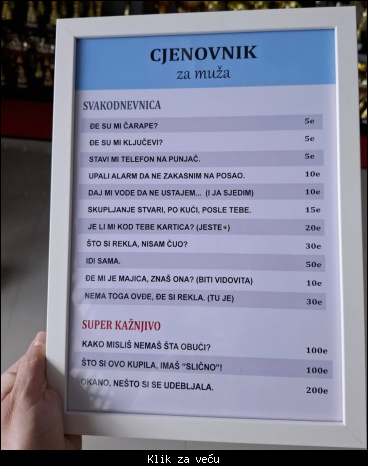 CJENOVNIK
za muža
SVAKODNEVNICA
ĐE SU MI ČARAPE? 5e
ĐE SU MI KLJUČEVI? 5e
STAVI MI TELEFON NA PUNJAČ. 5e
UPALI ALARM DA NE ZAKASNIM NA POSAO. 10e
DAJ MI VODE DA NE USTAJEM... (I JA SJEDIM) 10e
SKUPLJANJE STVARI, PO KUĆI, POSLE TEBE. 15e
JE LI MI KOD TEBE KARTICA? (JESTE+) 20e
ŠTO SI REKLA, NISAM ČUO? 30e
IDI SAMA. 50e
ĐE MI JE MAJICA, ZNAŠ ONA? (BITI VIDOVITA) 10e
NEMA TOGA OVĐE, ĐE SI REKLA. (TU JE) 30e
SUPER KAŽNJIVO
KAKO MISLIŠ NEMAŠ ŠTA OBUĆI? 100e
ŠTO SI OVO KUPILA, IMAŠ "SLIČNO"! 100e
OKANO, NEŠTO SI SE UDEBLJALA. 200e
Klik za veću